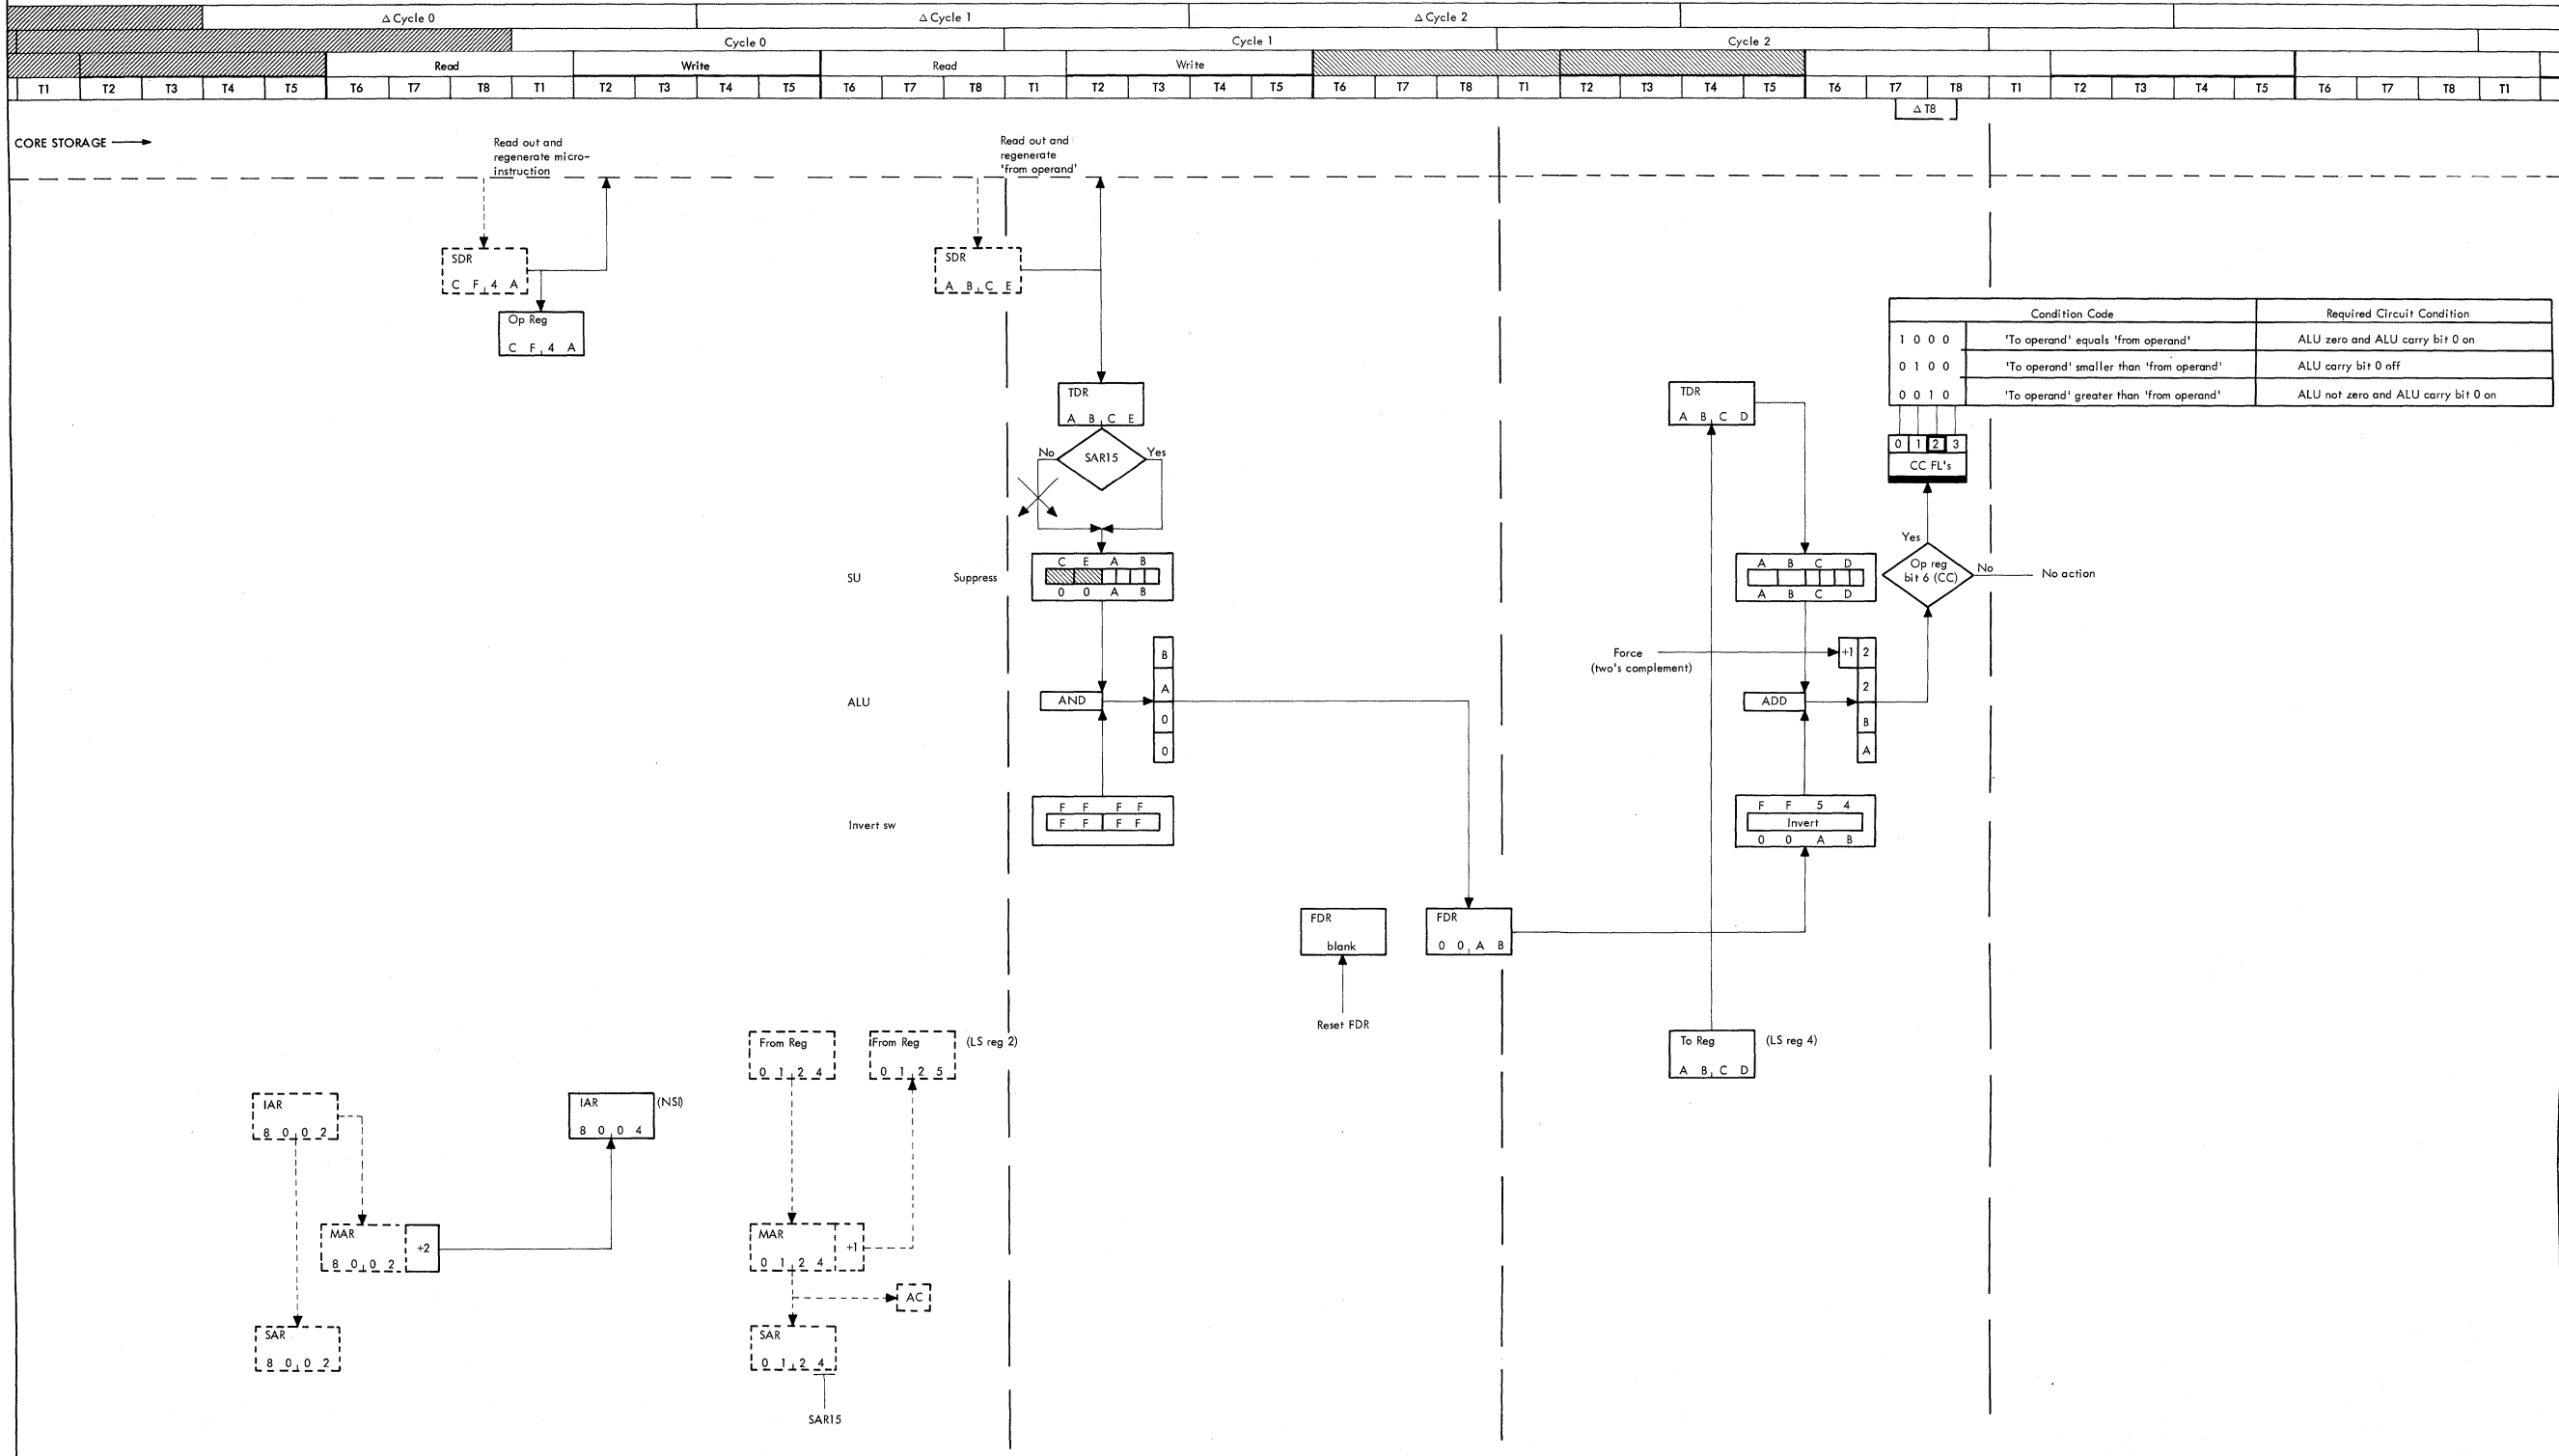 Δ Cycle 0 Δ Cycle 1 Δ Cycle 2
Cycle 0 Cycle 1 Cycle 2
Read Write Read Write
T1 T2 T3 T4 T5 T6 T7 T8 T1 T2 T3 T4 T5 T6 T7 T8 T1 T2 T3 T4 T5 T6 T7 T8 T1 T2 T3 T4 T5 T6 T7 T8 T1 T2 T3 T4 T5 T6 T7 T8 T1
Δ T8
CORE STORAGE
Read out and
regenerate micro-
instruction
Read out and
regenerate
'from operand'
SDR
C F 4 A
Op Reg
C F 4 A
SDR
A B C E
TDR
A B C E
No SAR15 Yes
SU Suppress
C E A B
0 0 A B
ALU
AND
B
A
0
0
Invert sw
F F F F
F F F F
FDR
blank
Reset FDR
FDR
0 0 A B
TDR
A B C D
A B C D
A B C D
Force
(two's complement)
+1 2
2
B
A
ADD
F F 5 4
Invert
0 0 A B
To Reg (LS reg 4)
A B C D
Condition Code Required Circuit Condition
1 0 0 0 'To operand' equals 'from operand' ALU zero and ALU carry bit 0 on
0 1 0 0 'To operand' smaller than 'from operand' ALU carry bit 0 off
0 0 1 0 'To operand' greater than 'from operand' ALU not zero and ALU carry bit 0 on
0 1 2 3
CC FL's
Yes
Op reg
bit 6 (CC)
No
No action
From Reg
0 1 2 4
From Reg (LS reg 2)
0 1 2 5
IAR
8 0 0 2
IAR (NSI)
8 0 0 4
MAR
8 0 0 2
+2
MAR
0 1 2 4
+1
AC
SAR
8 0 0 2
SAR
0 1 2 4
SAR15